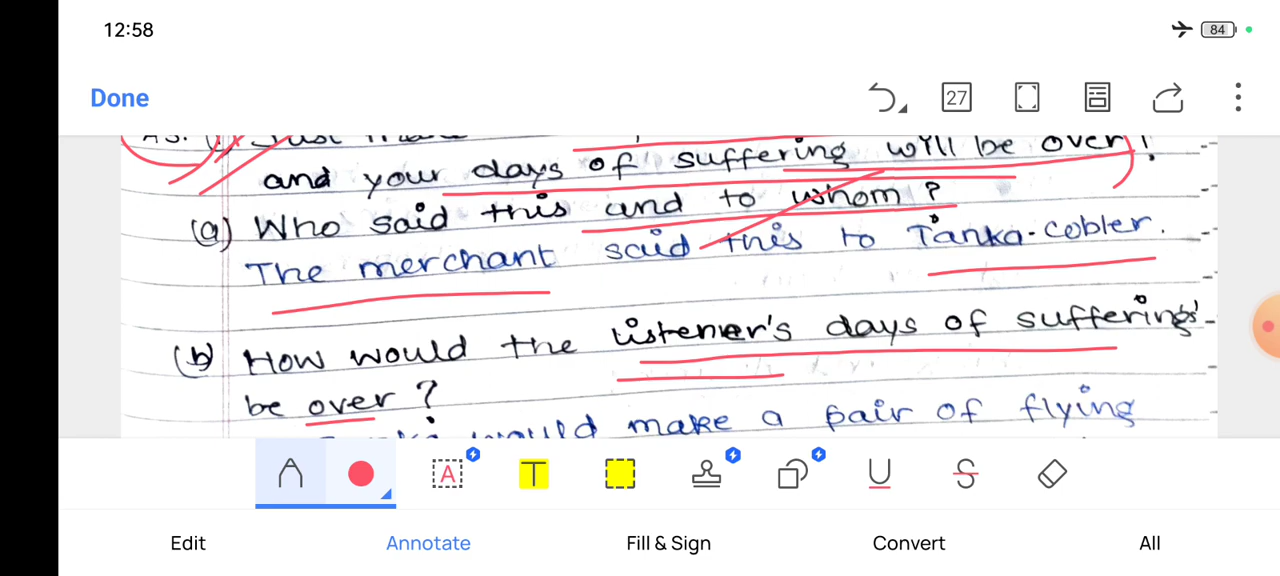 12:58
84
Done
27
and your days of suffering will be over!
(a) Who said this and to whom?
The merchant said this to Tanka-cobler.
(b) How would the listener's days of sufferings'
be over?
would make a pair of flying
A
T
U
S
Edit
Annotate
Fill & Sign
Convert
All